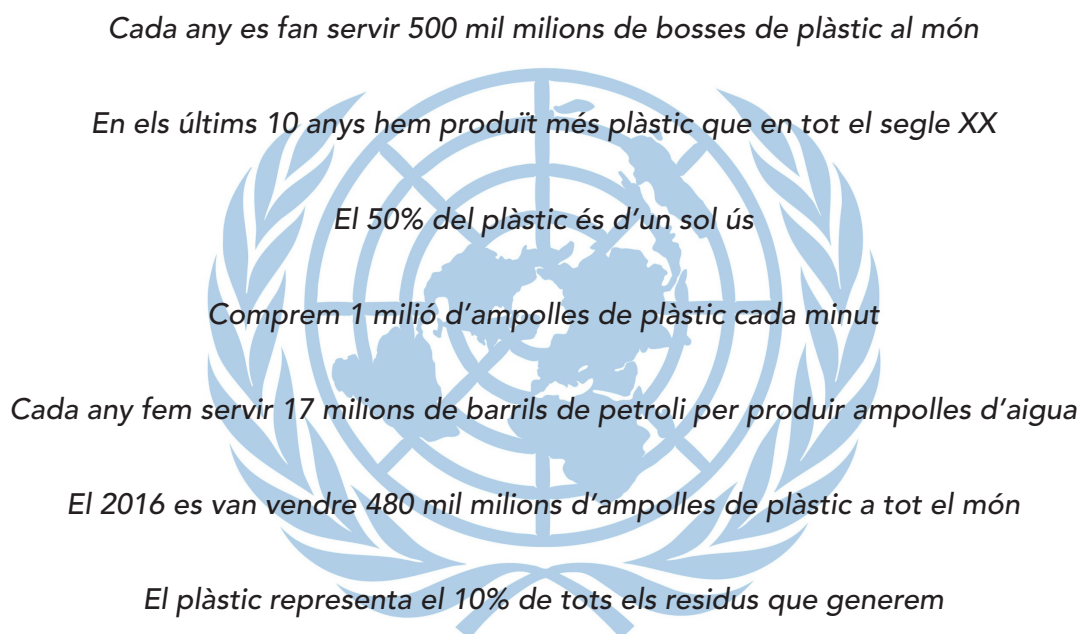 Cada any es fan servir 500 mil milions de bosses de plàstic al món
En els últims 10 anys hem produït més plàstic que en tot el segle XX
El 50% del plàstic és d’un sol ús
Comprem 1 milió d’ampolles de plàstic cada minut
Cada any fem servir 17 milions de barrils de petroli per produir ampolles d’aigua
El 2016 es van vendre 480 mil milions d’ampolles de plàstic a tot el món
El plàstic representa el 10% de tots els residus que generem